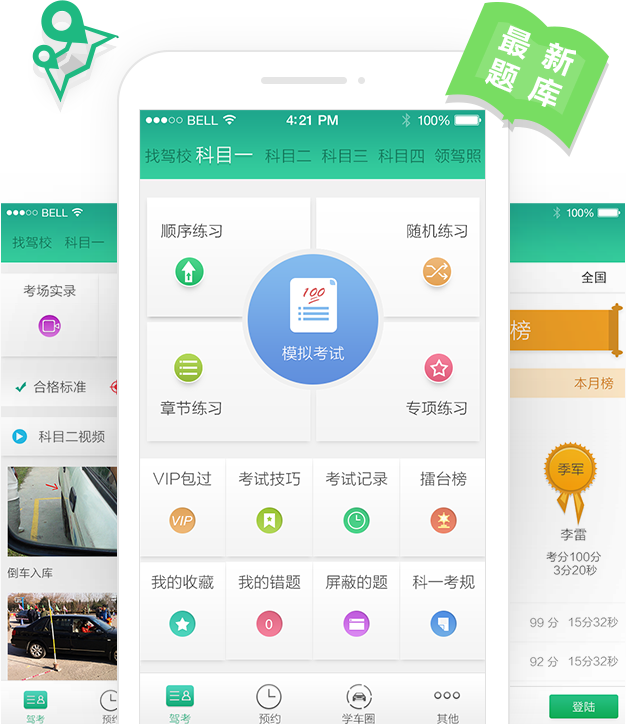 最新
题库
●●●○○ BELL 4:21 PM 100%
找驾校 科目一 科目二 科目三 科目四 领驾照
顺序练习 随机练习
100
模拟考试
章节练习 专项练习
VIP包过 考试技巧 考试记录 擂台榜
VIP
我的收藏 我的错题 屏蔽的题 科一考规
0
驾考 预约 学车圈 其他
●●●○○ BELL
找驾校 科目一
考场实录
合格标准
科目二视频
倒车入库
驾考 预约
100%
全国
榜
本月榜
季军
李雷
考分100分
3分20秒
99 分 15分32秒
92 分 15分32秒
登陆